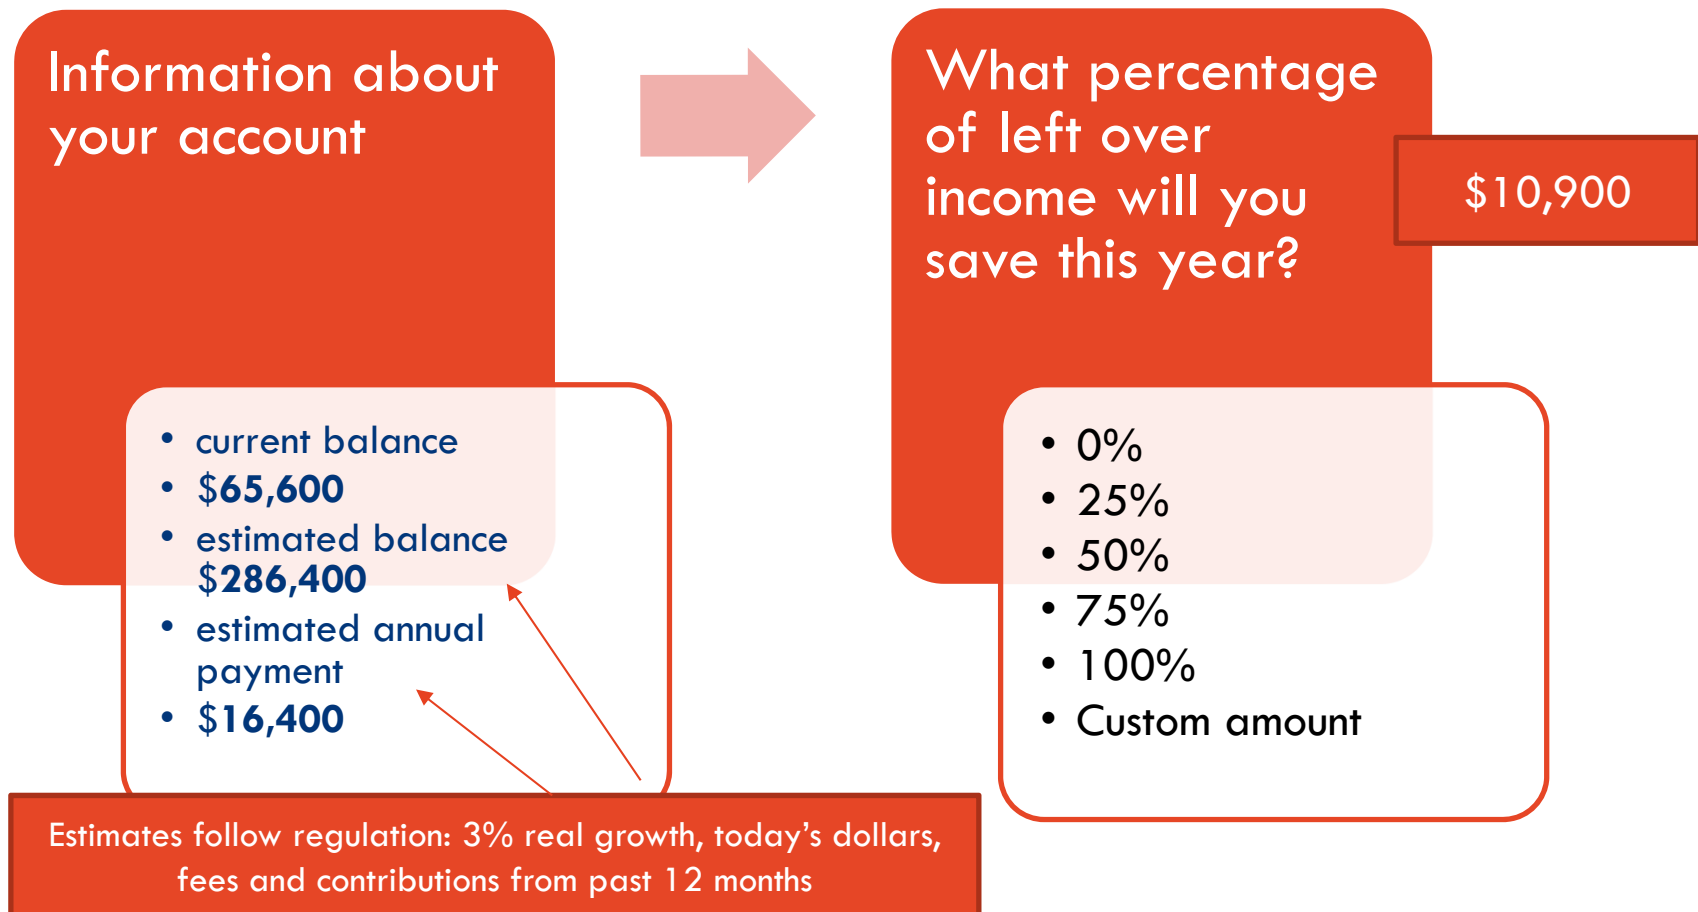 Information about
your account
• current balance
• $65,600
• estimated balance
$286,400
• estimated annual
payment
• $16,400
Estimates follow regulation: 3% real growth, today’s dollars,
fees and contributions from past 12 months
What percentage
of left over
income will you
save this year?
$10,900
• 0%
• 25%
• 50%
• 75%
• 100%
• Custom amount